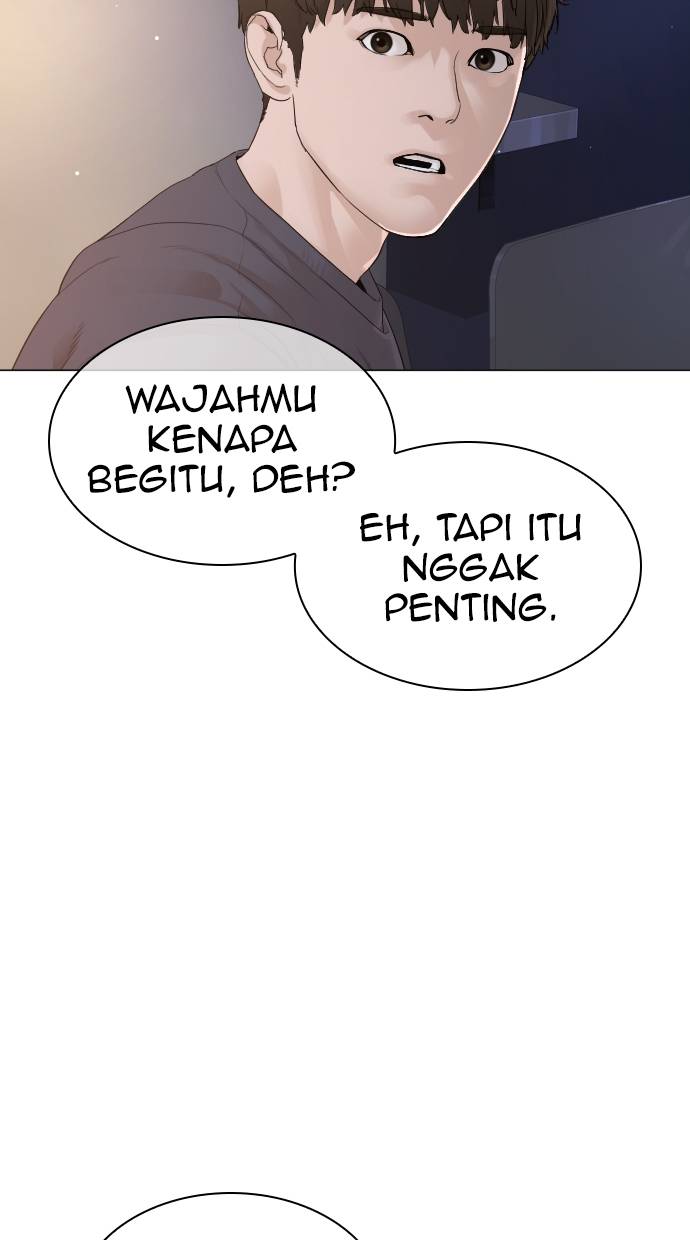 WAJAHMU
KENAPA
BEGITU, DEH?
EH, TAPI ITU
NGGAK
PENTING.